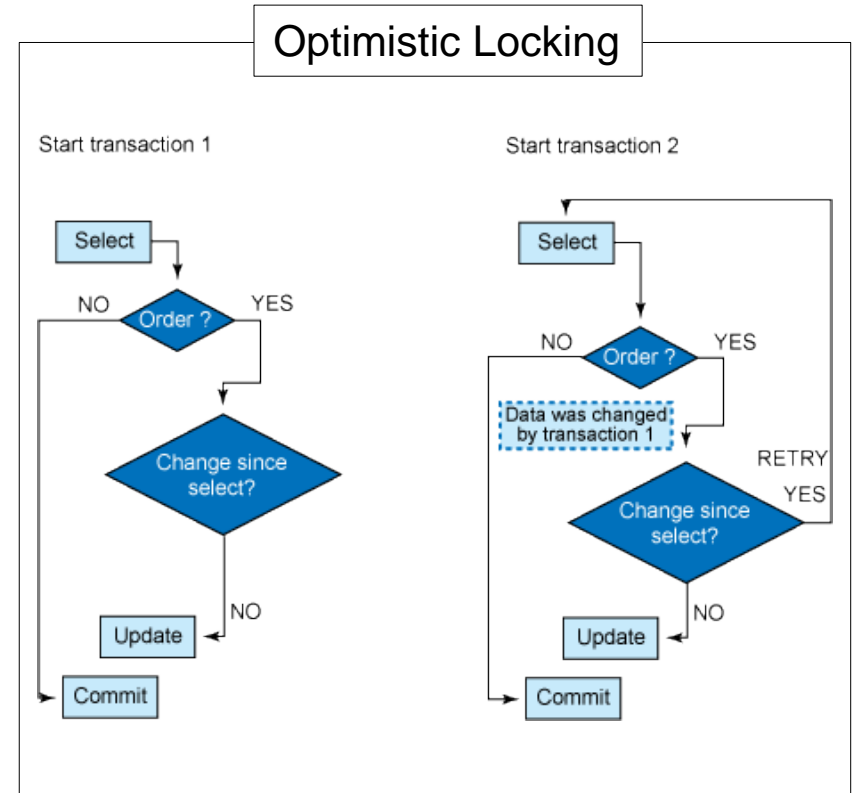 Optimistic Locking
Start transaction 1
Select
NO
YES
Order ?
Change since
select?
NO
Update
Commit
Start transaction 2
Select
NO
YES
Order ?
Data was changed
by transaction 1
RETRY
YES
Change since
select?
NO
Update
Commit